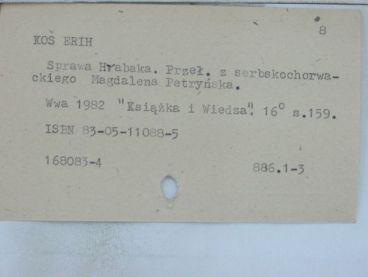 8
KOŠ ERIH
Sprawa Hrabaka. Przeł. z serbskochorwa-
ckiego Magdalena Petryńska.
Wwa 1982 "Książka i Wiedza". 16° s.159.
ISBN 83-05-11088-5
168083-4 886.1-3